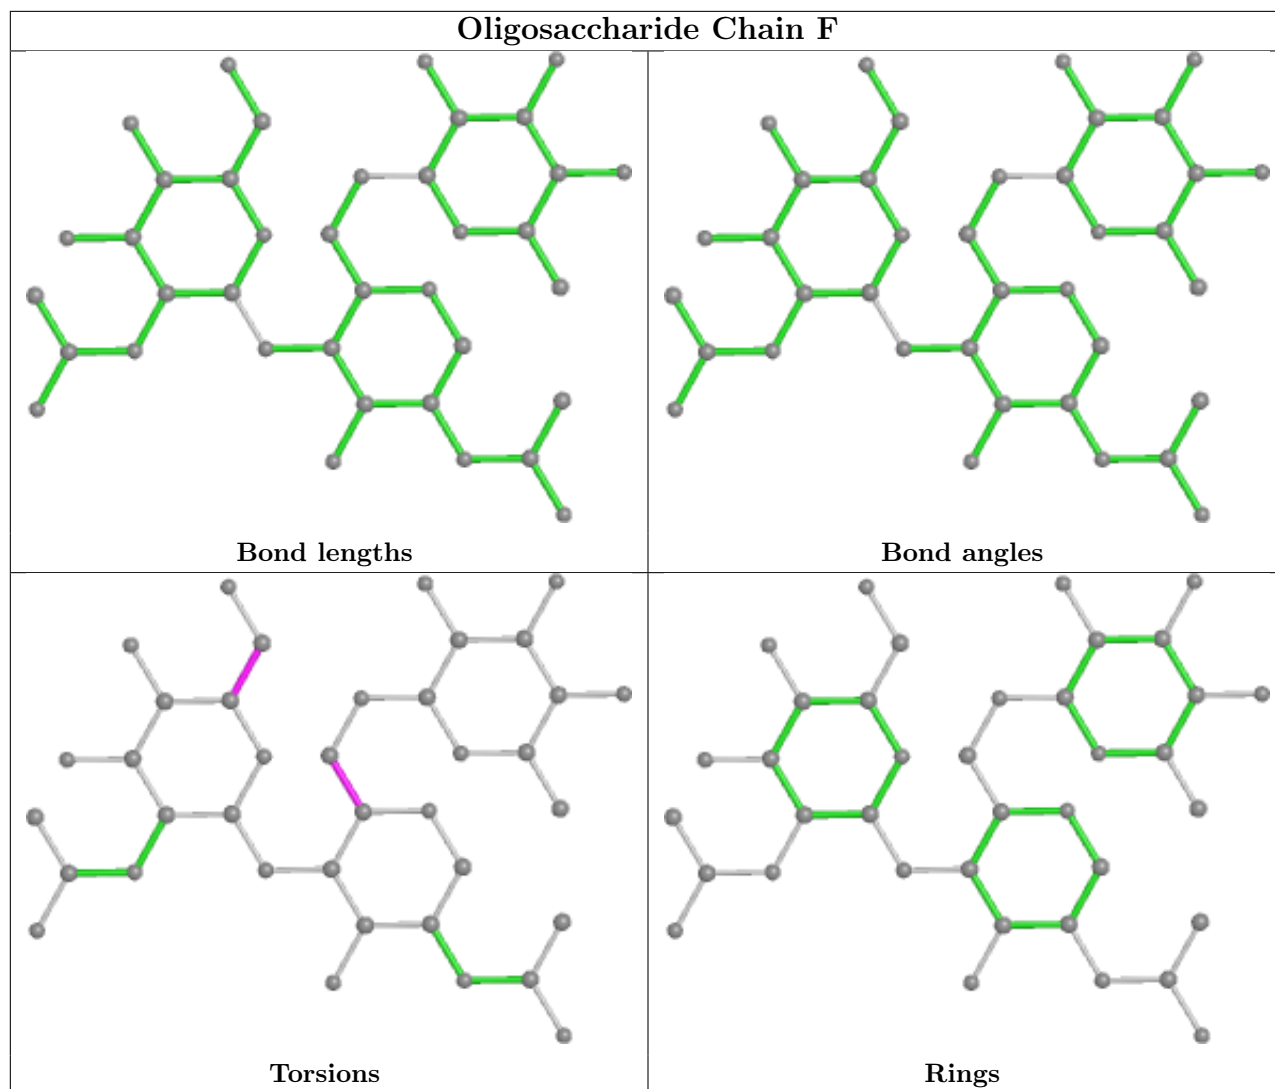 Oligosaccharide Chain F
Bond lengths
Bond angles
Torsions
Rings